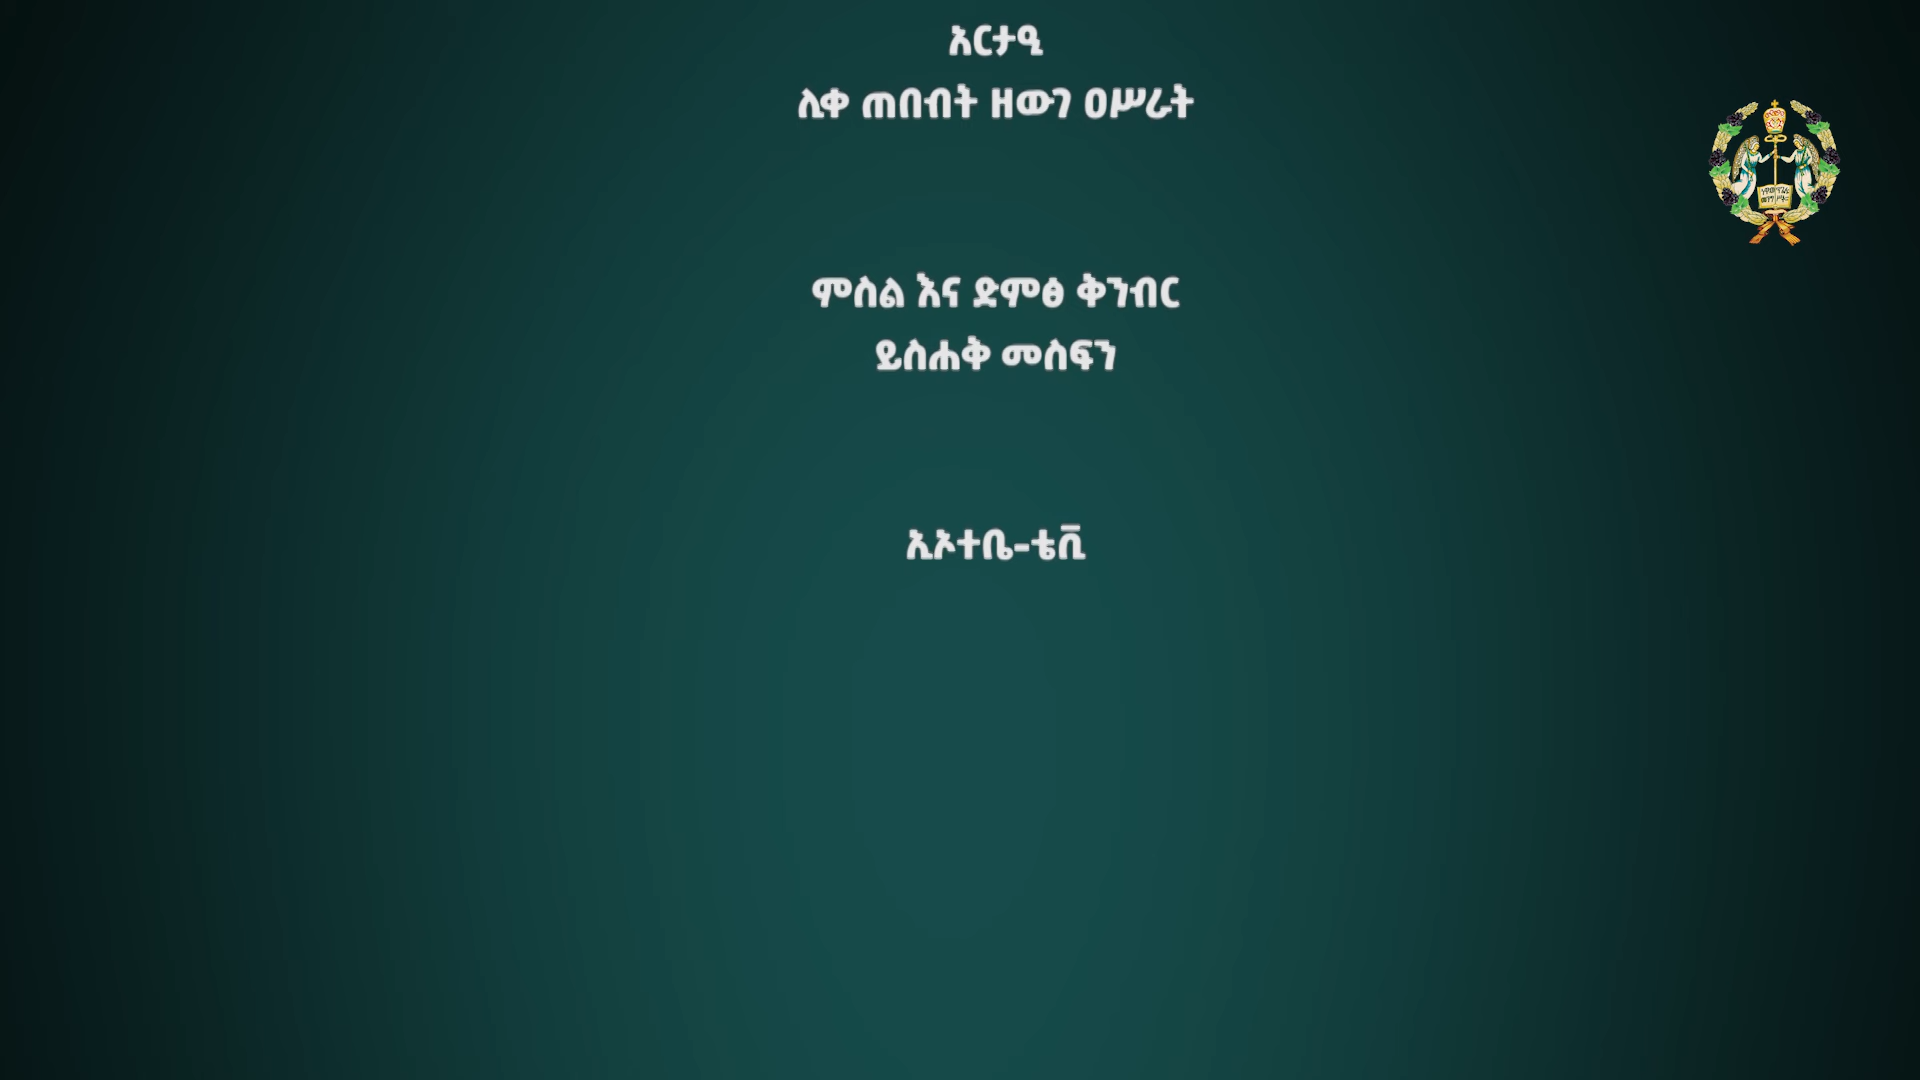 አርታዒ
ሊቀ ጠበብት ዘውገ ዐሥራት
ምስል እና ድምፅ ቅንብር
ይስሐቅ መስፍን
ኢኦተቤ-ቴቪ